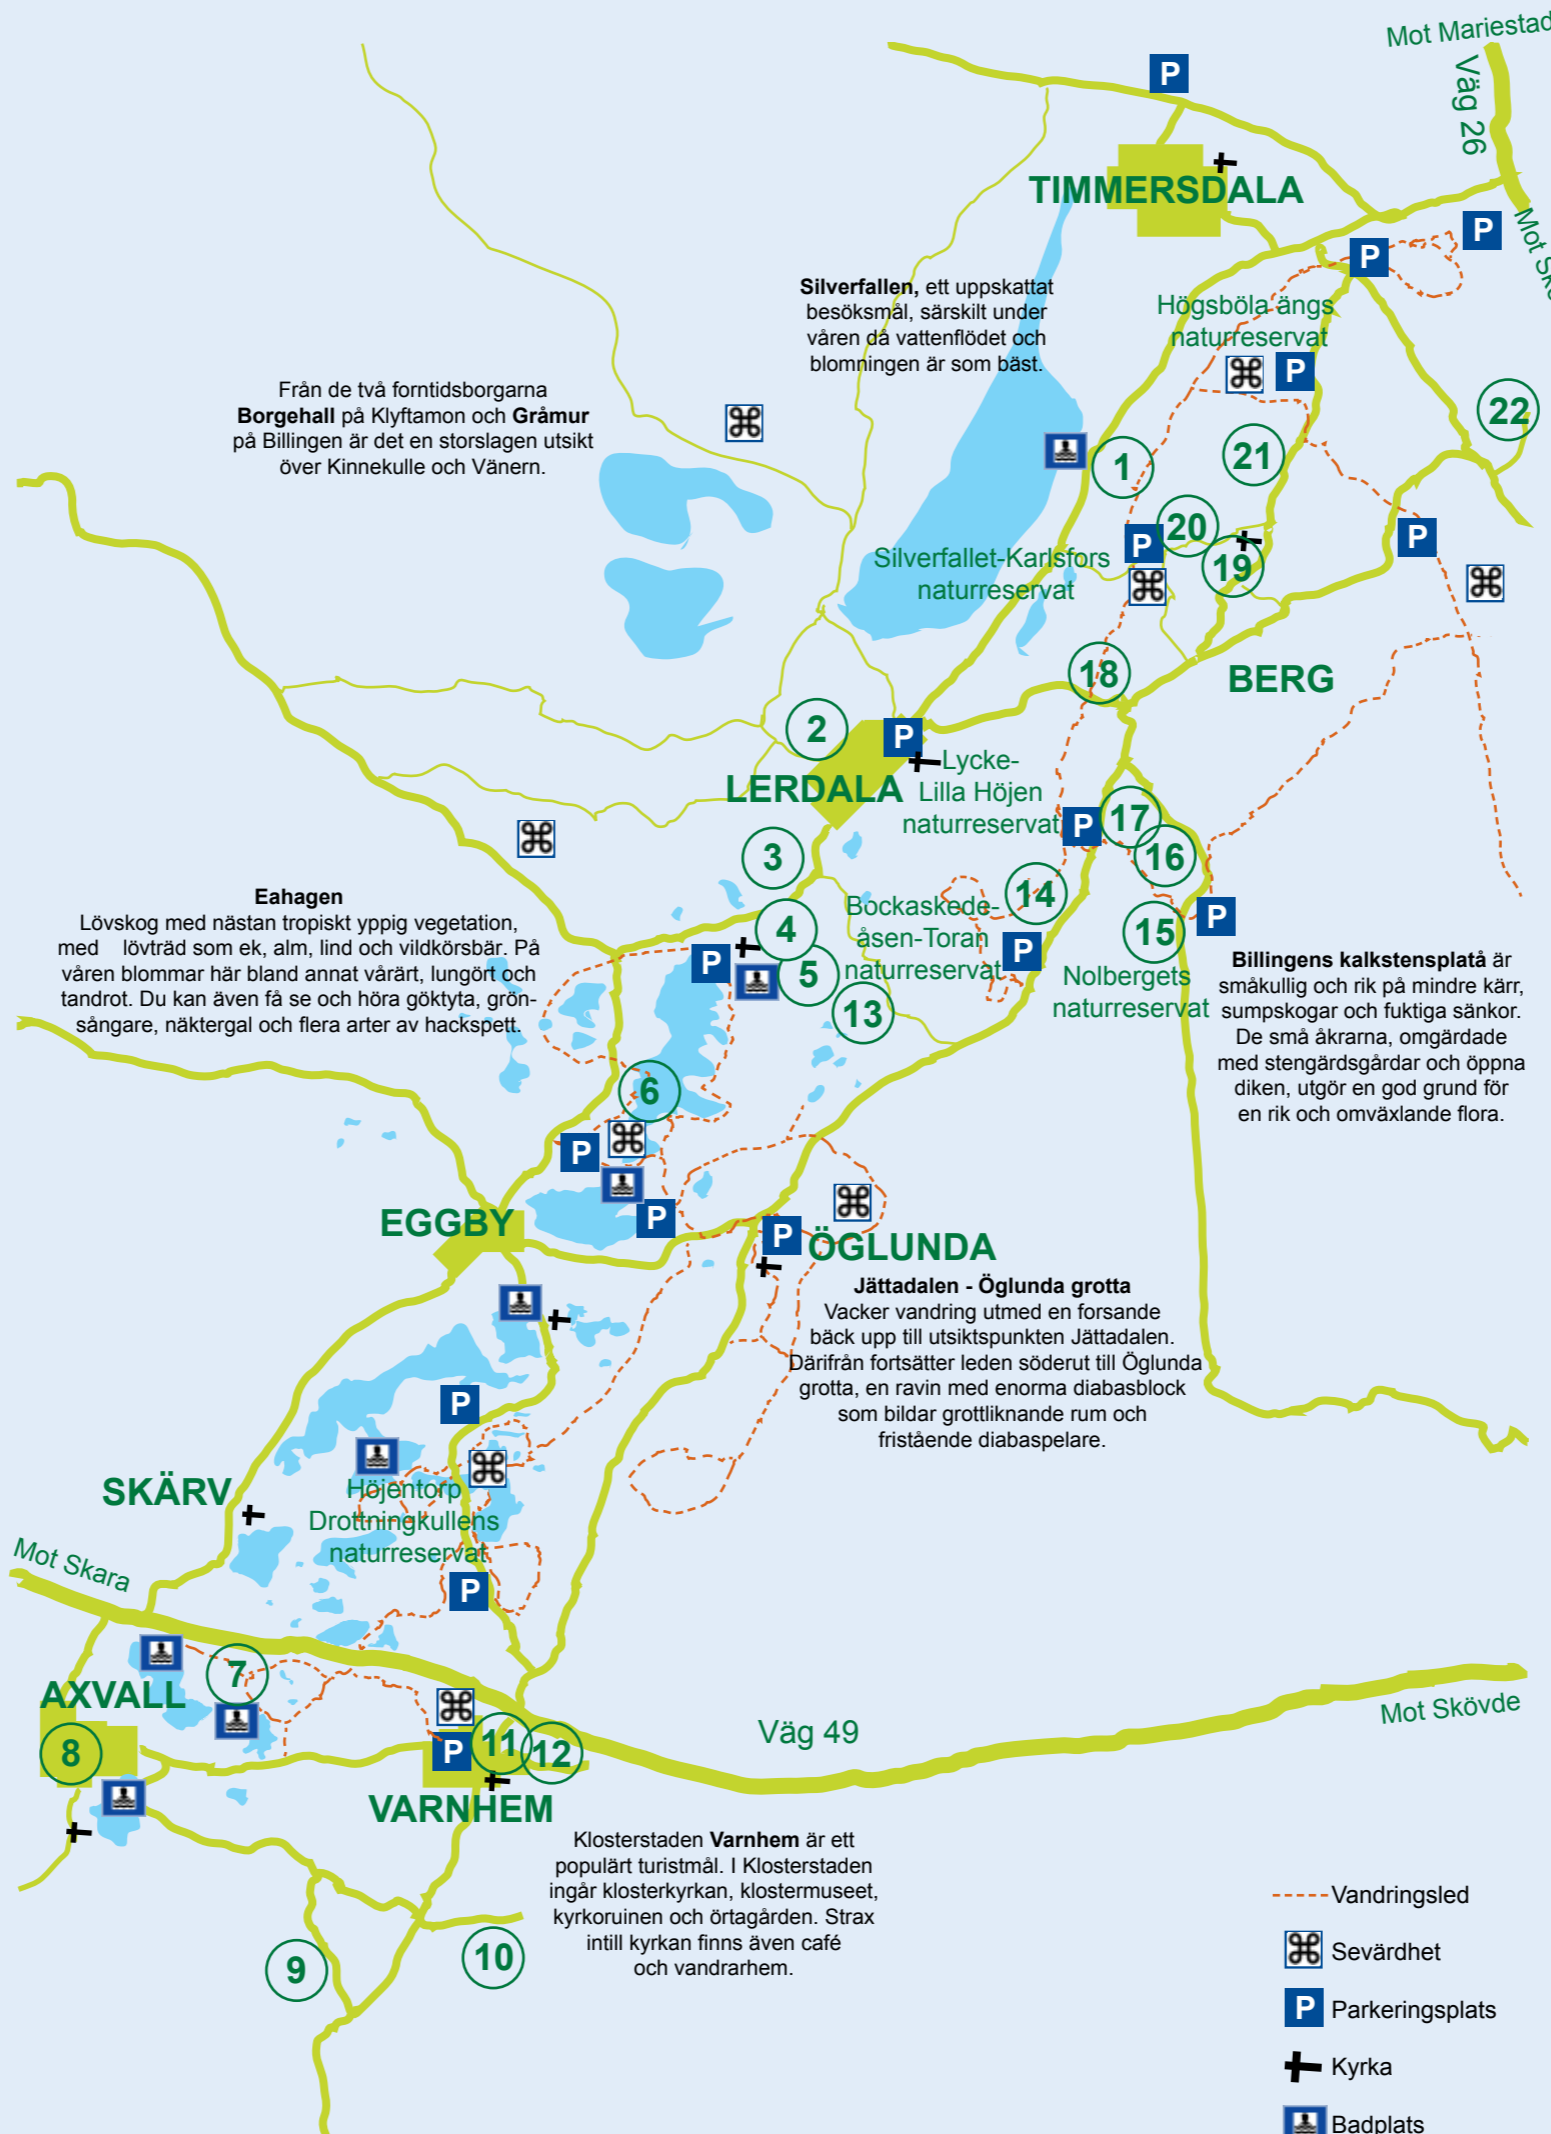 Mot Mariestad
Väg 26
P
TIMMERSDALA
P
P
Mot
Silverfallen, ett uppskattat
besöksmål, särskilt under
våren då vattenflödet och
blomningen är som bäst.
Högsböla ängs
naturreservat
P
Från de två forntidsborgarna
Borgehall på Klyftamon och Gråmur
på Billingen är det en storslagen utsikt
över Kinnekulle och Vänern.
22
1
21
20
P
P
19
Silverfallet-Karlsfors
naturreservat
18
BERG
2
P
LERDALA
Lycke-
Lilla Höjen
naturreservat
P
17
16
3
Eahagen
Lövskog med nästan tropiskt yppig vegetation,
med lövträd som ek, alm, lind och vildkörsbär. På
våren blommar här bland annat vårärt, lungört och
tandrot. Du kan även få se och höra göktyta, grön-
sångare, näktergal och flera arter av hackspett.
14
Bockaskede-
åsen-Toran
naturreservat
4
P
5
13
P
15
P
Nolbergets
naturreservat
Billingens kalkstensplatå är
småkullig och rik på mindre kärr,
sumpskogar och fuktiga sänkor.
De små åkrarna, omgärdade
med stengärdsgårdar och öppna
diken, utgör en god grund för
en rik och omväxlande flora.
6
P
P
EGGBY
P
ÖGLUNDA
Jättadalen - Öglunda grotta
Vacker vandring utmed en forsande
bäck upp till utsiktspunkten Jättadalen.
Därifrån fortsätter leden söderut till Öglunda
grotta, en ravin med enorma diabasblock
som bildar grottliknande rum och
fristående diabaspelare.
P
SKÄRV
Höjentorp
Drottningkullens
naturreservat
P
Mot Skara
7
AXVALL
8
P
11
12
VARNHEM
Väg 49
Mot Skövde
Klosterstaden Varnhem är ett
populärt turistmål. I Klosterstaden
ingår klosterkyrkan, klostermuseet,
kyrkoruinen och örtagården. Strax
intill kyrkan finns även café
och vandrarhem.
9
10
Vandringsled
Sevärdhet
P Parkeringsplats
Kyrka
Badplats